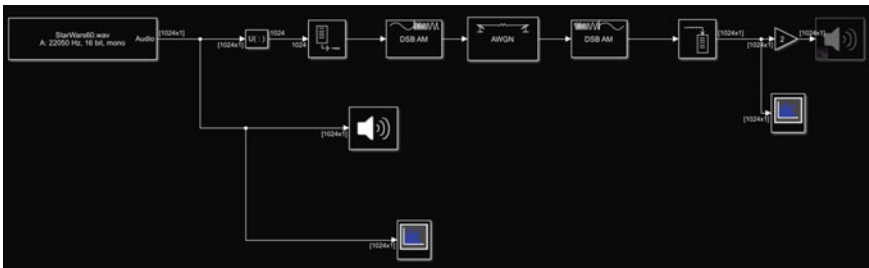 StarWars60.wav
A: 22050 Hz, 16 bit, mono
Audio
[1024x1]
[1024x1]
U( : )
1024
1024
DSB AM
AWGN
DSB AM
[1024x1]
[1024x1]
2
[1024x1]
[1024x1]
[1024x1]
[1024x1]